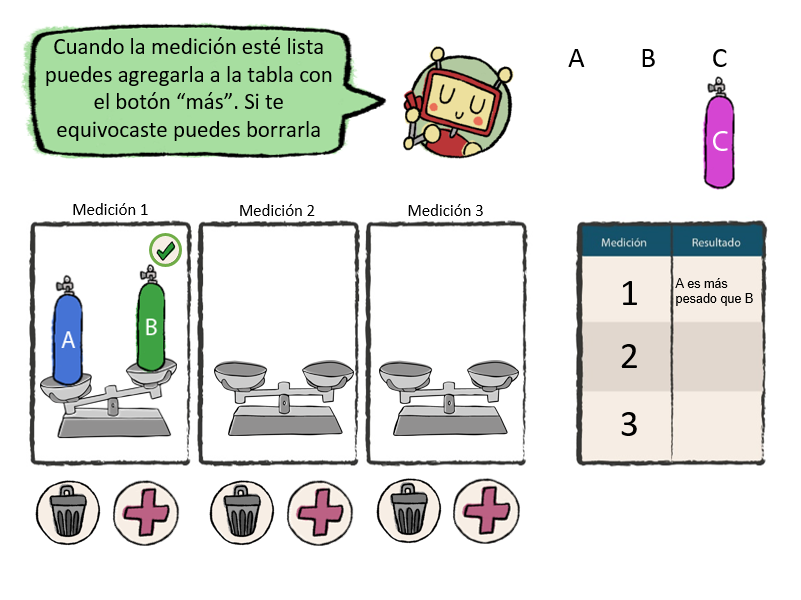 Cuando la medición esté lista
puedes agregarla a la tabla con
el botón “más”. Si te
equivocaste puedes borrarla
A B C
C
Medición 1
Medición 2
Medición 3
A
B
Medición Resultado
1 A es más
pesado que B
2
3